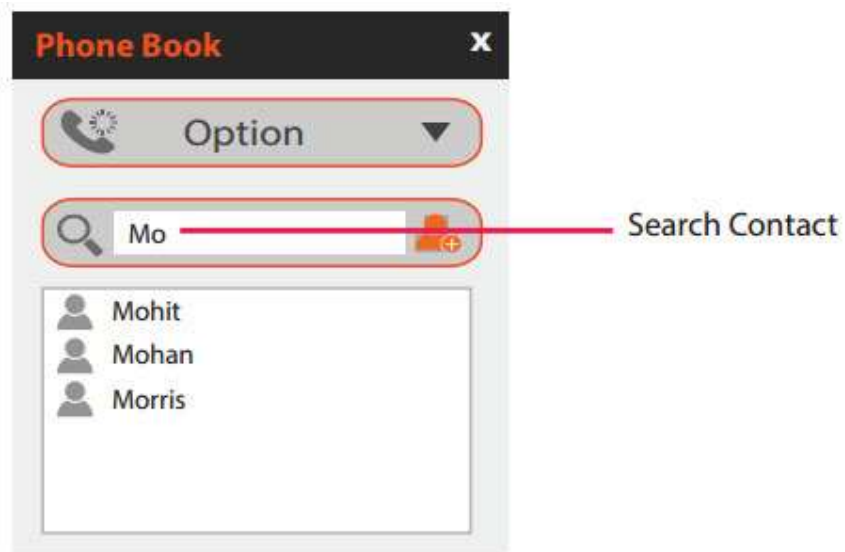 Phone Book x
Option
Mo
Search Contact
Mohit
Mohan
Morris